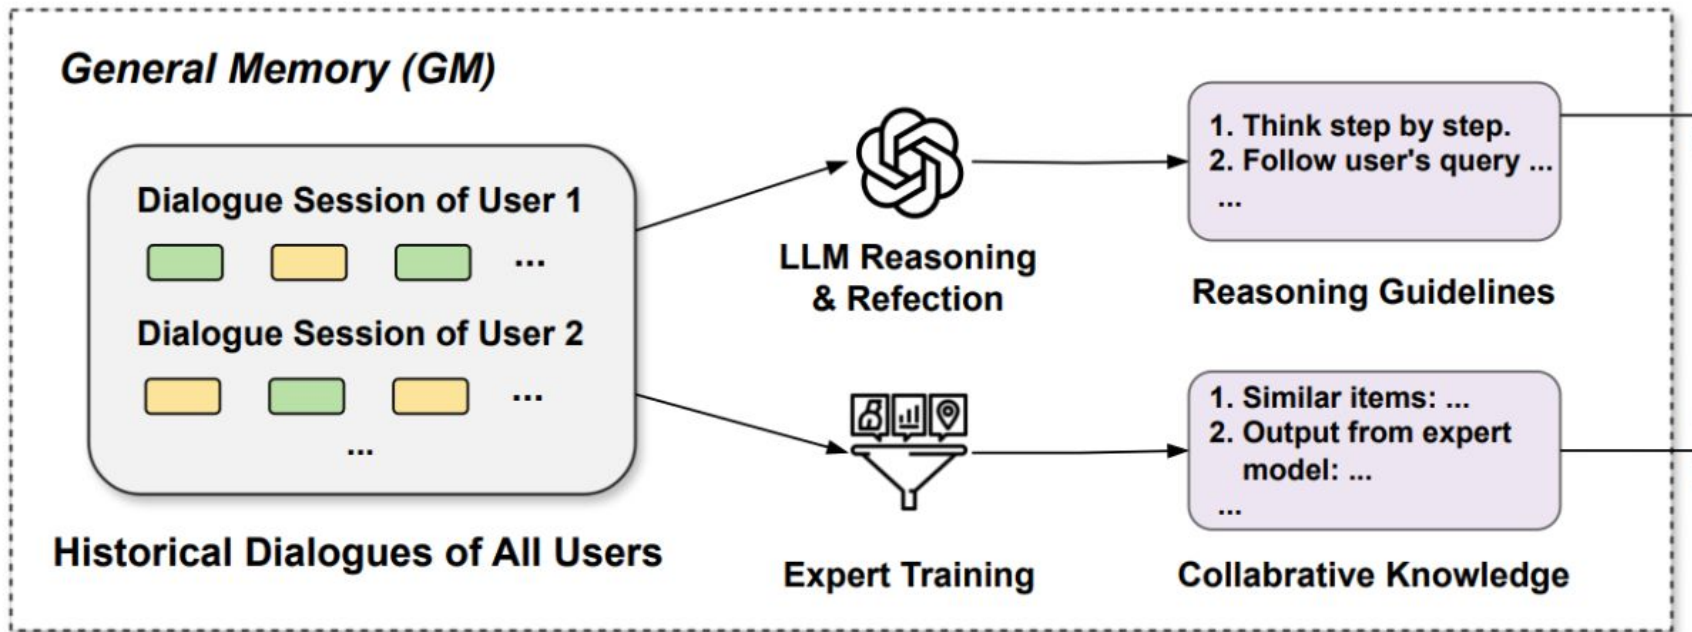 General Memory (GM)
Dialogue Session of User 1
...
Dialogue Session of User 2
...
...
Historical Dialogues of All Users
LLM Reasoning
& Refection
Expert Training
1. Think step by step.
2. Follow user's query ...
...
Reasoning Guidelines
1. Similar items: ...
2. Output from expert
model: ...
...
Collabrative Knowledge